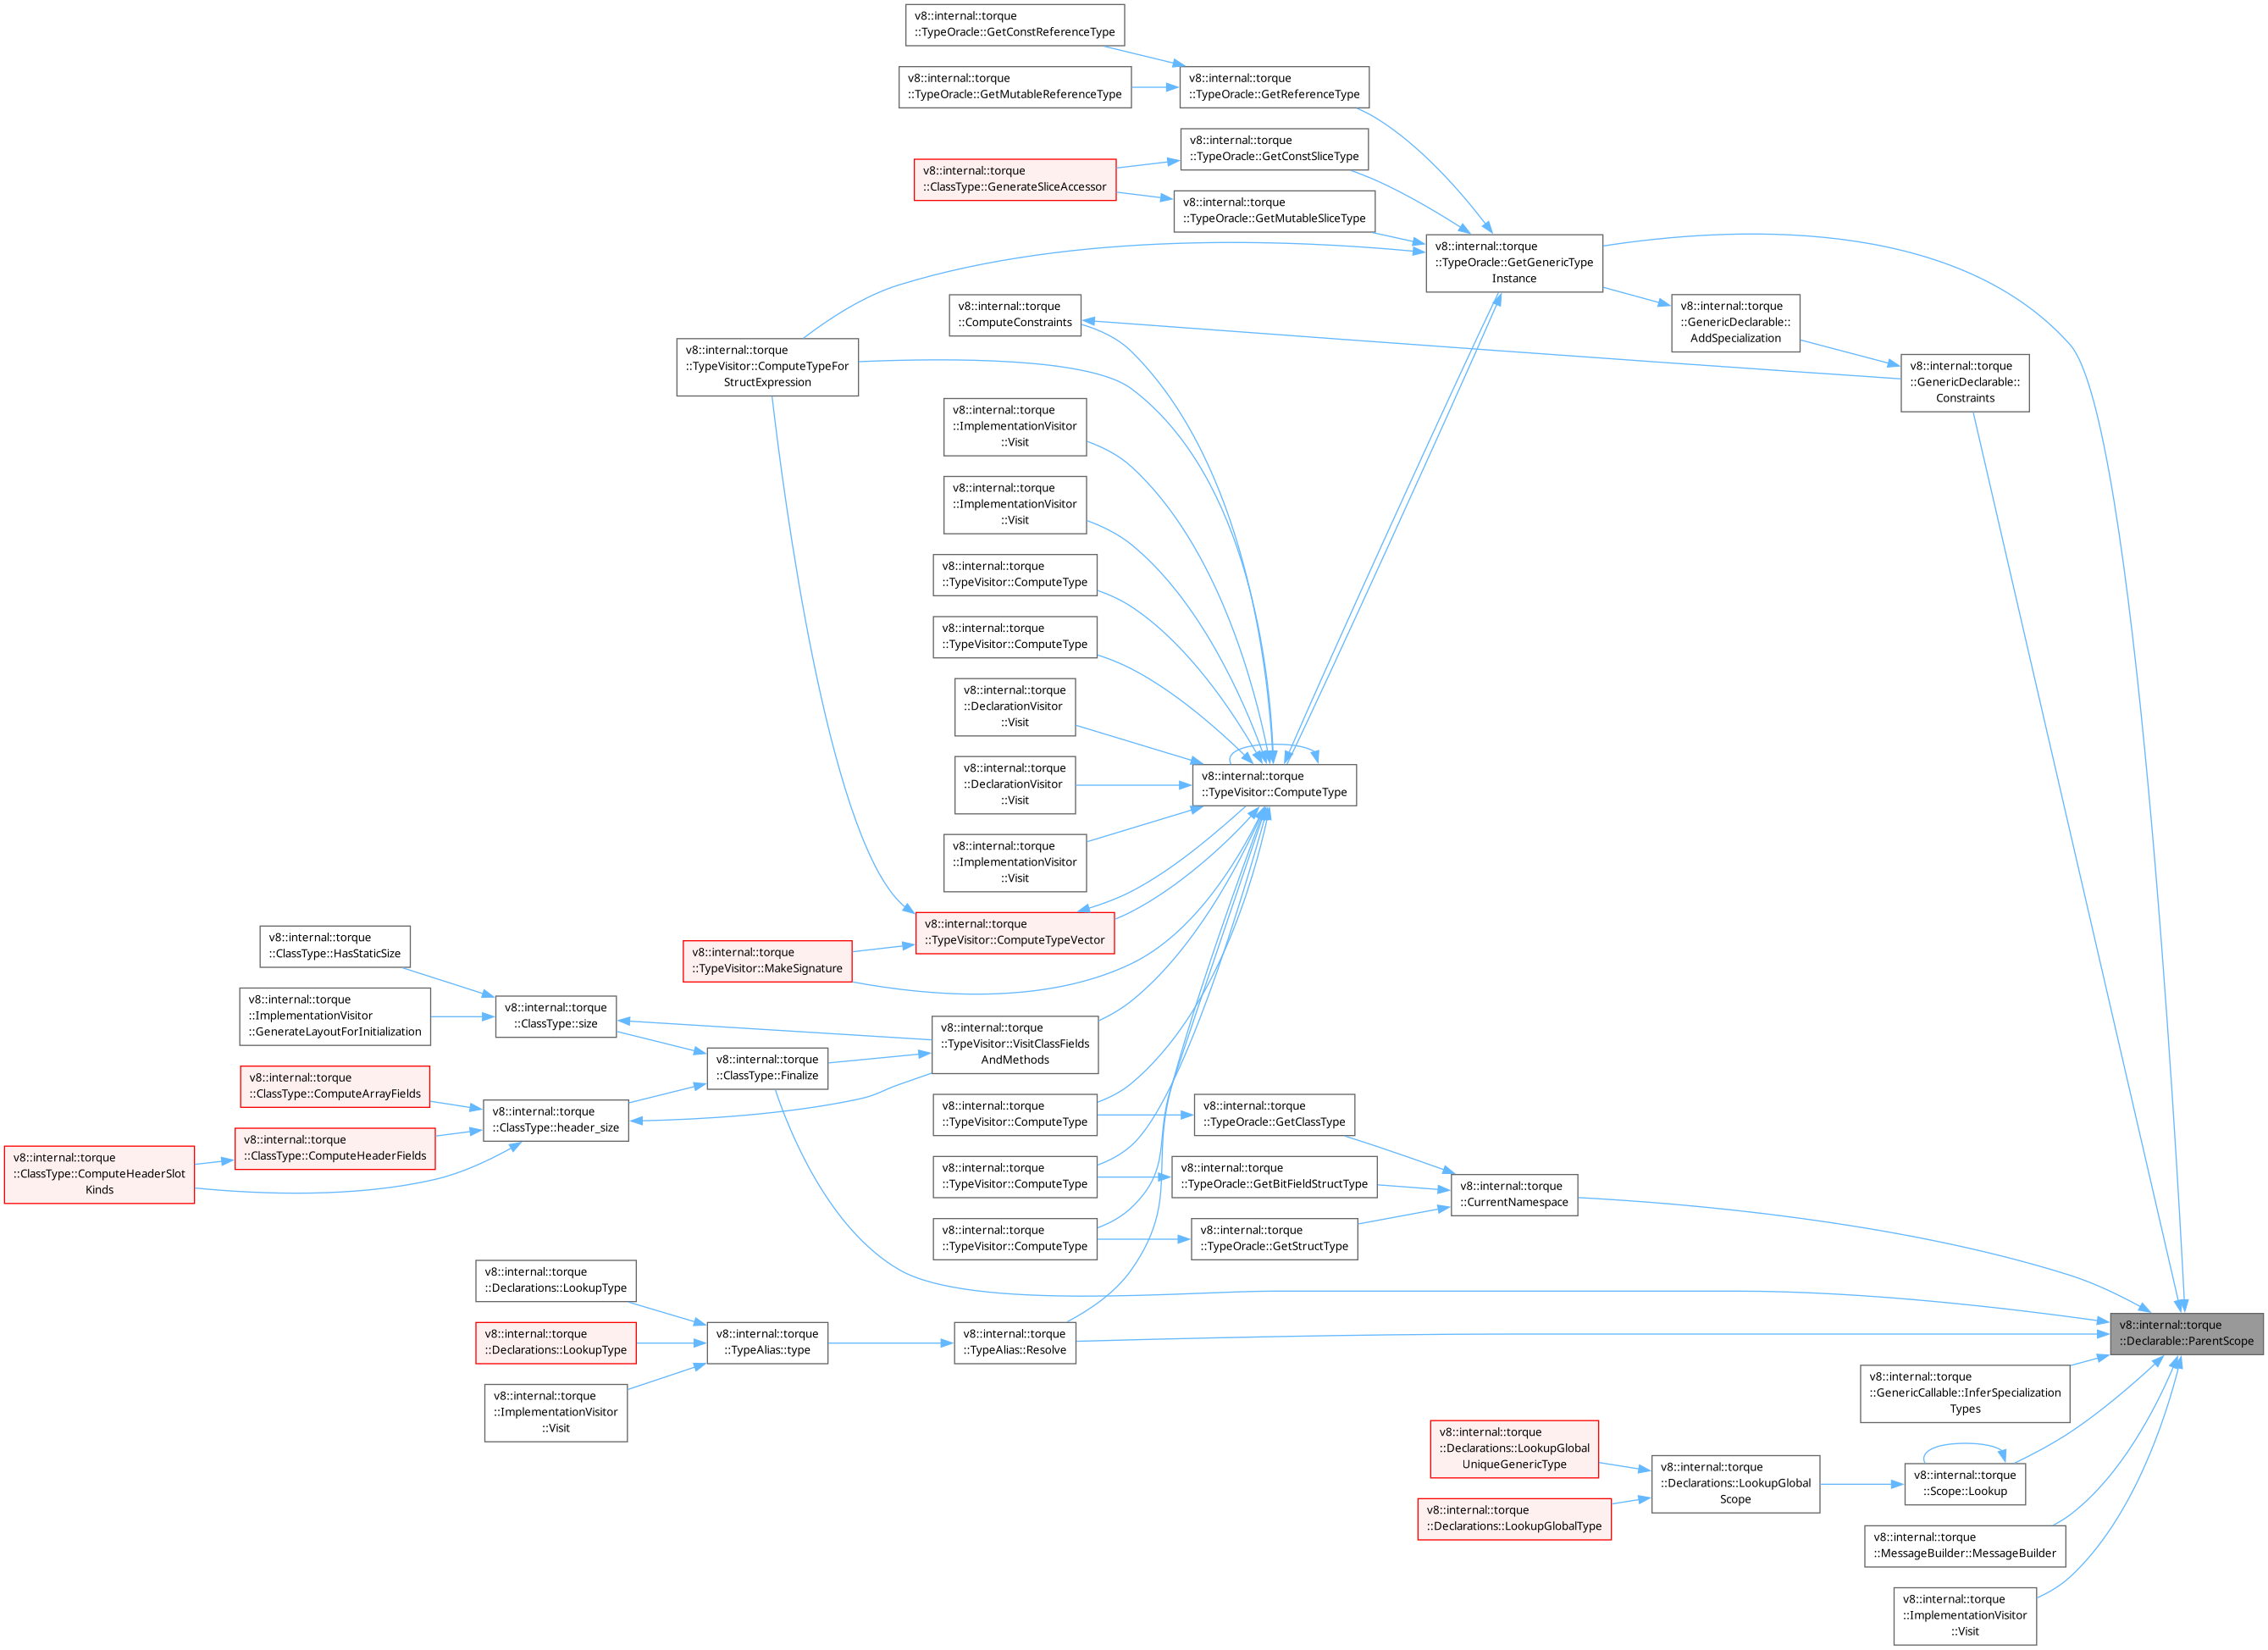 v8::internal::torque
::TypeOracle::GetConstReferenceType
v8::internal::torque
::TypeOracle::GetMutableReferenceType
v8::internal::torque
::TypeOracle::GetReferenceType
v8::internal::torque
::TypeOracle::GetConstSliceType
v8::internal::torque
::ClassType::GenerateSliceAccessor
v8::internal::torque
::TypeOracle::GetMutableSliceType
v8::internal::torque
::TypeOracle::GetGenericType
Instance
v8::internal::torque
::ComputeConstraints
v8::internal::torque
::GenericDeclarable::
AddSpecialization
v8::internal::torque
::TypeVisitor::ComputeTypeFor
StructExpression
v8::internal::torque
::GenericDeclarable::
Constraints
v8::internal::torque
::ImplementationVisitor
::Visit
v8::internal::torque
::ImplementationVisitor
::Visit
v8::internal::torque
::TypeVisitor::ComputeType
v8::internal::torque
::TypeVisitor::ComputeType
v8::internal::torque
::DeclarationVisitor
::Visit
v8::internal::torque
::DeclarationVisitor
::Visit
v8::internal::torque
::TypeVisitor::ComputeType
v8::internal::torque
::ImplementationVisitor
::Visit
v8::internal::torque
::TypeVisitor::ComputeTypeVector
v8::internal::torque
::TypeVisitor::MakeSignature
v8::internal::torque
::ClassType::HasStaticSize
v8::internal::torque
::ImplementationVisitor
::GenerateLayoutForInitialization
v8::internal::torque
::ClassType::size
v8::internal::torque
::TypeVisitor::VisitClassFields
AndMethods
v8::internal::torque
::ClassType::Finalize
v8::internal::torque
::ClassType::ComputeArrayFields
v8::internal::torque
::ClassType::header_size
v8::internal::torque
::ClassType::ComputeHeaderFields
v8::internal::torque
::ClassType::ComputeHeaderSlot
Kinds
v8::internal::torque
::TypeVisitor::ComputeType
v8::internal::torque
::TypeOracle::GetClassType
v8::internal::torque
::TypeVisitor::ComputeType
v8::internal::torque
::TypeOracle::GetBitFieldStructType
v8::internal::torque
::CurrentNamespace
v8::internal::torque
::TypeVisitor::ComputeType
v8::internal::torque
::TypeOracle::GetStructType
v8::internal::torque
::Declarations::LookupType
v8::internal::torque
::Declarations::LookupType
v8::internal::torque
::TypeAlias::type
v8::internal::torque
::TypeAlias::Resolve
v8::internal::torque
::Declarable::ParentScope
v8::internal::torque
::ImplementationVisitor
::Visit
v8::internal::torque
::GenericCallable::InferSpecialization
Types
v8::internal::torque
::Declarations::LookupGlobal
UniqueGenericType
v8::internal::torque
::Declarations::LookupGlobal
Scope
v8::internal::torque
::Scope::Lookup
v8::internal::torque
::Declarations::LookupGlobalType
v8::internal::torque
::MessageBuilder::MessageBuilder
v8::internal::torque
::ImplementationVisitor
::Visit